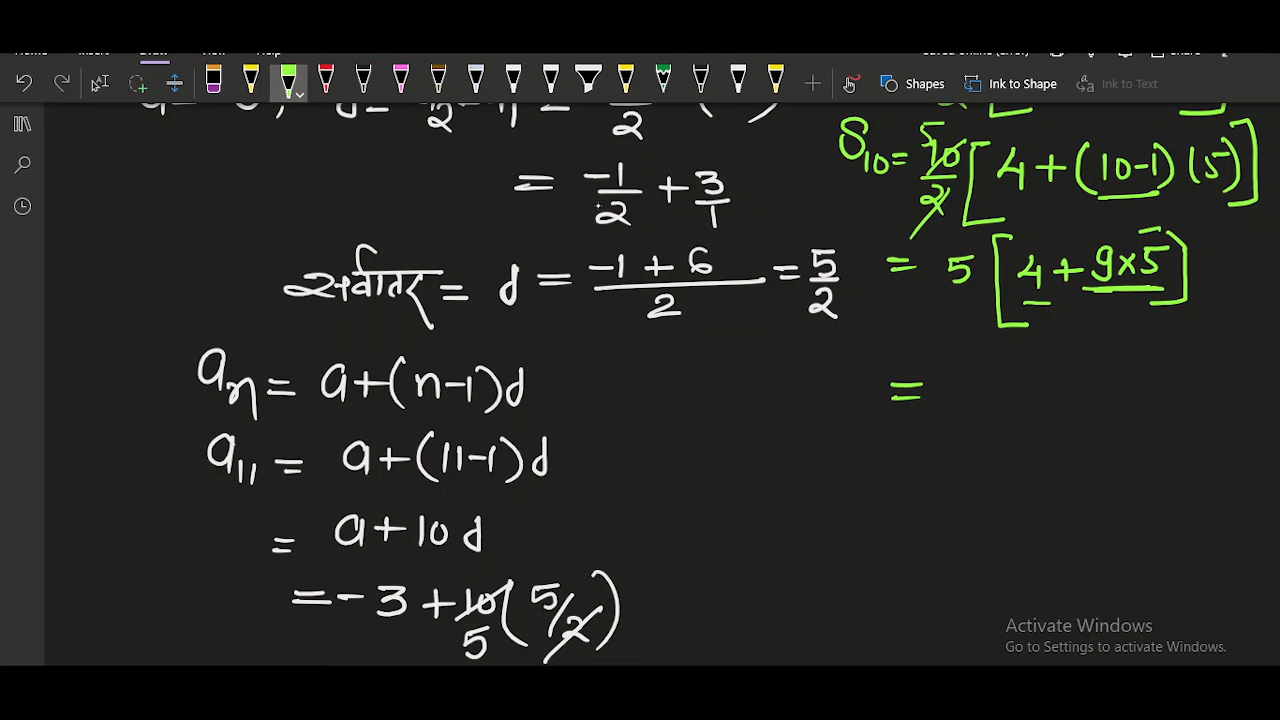 Shapes
Ink to Shape
Ink to Text
= -1/2 + 3/1
= d = (-1 + 6)/2 = 5/2
aₙ = a + (n-1)d
a₁₁ = a + (11-1)d
= a + 10d
= -3 + 10 (5/2)
5
5
S₁₀ = 10/2 [4 + (10-1) (5)]
= 5 [4 + 9×5]
=
Activate Windows
Go to Settings to activate Windows.